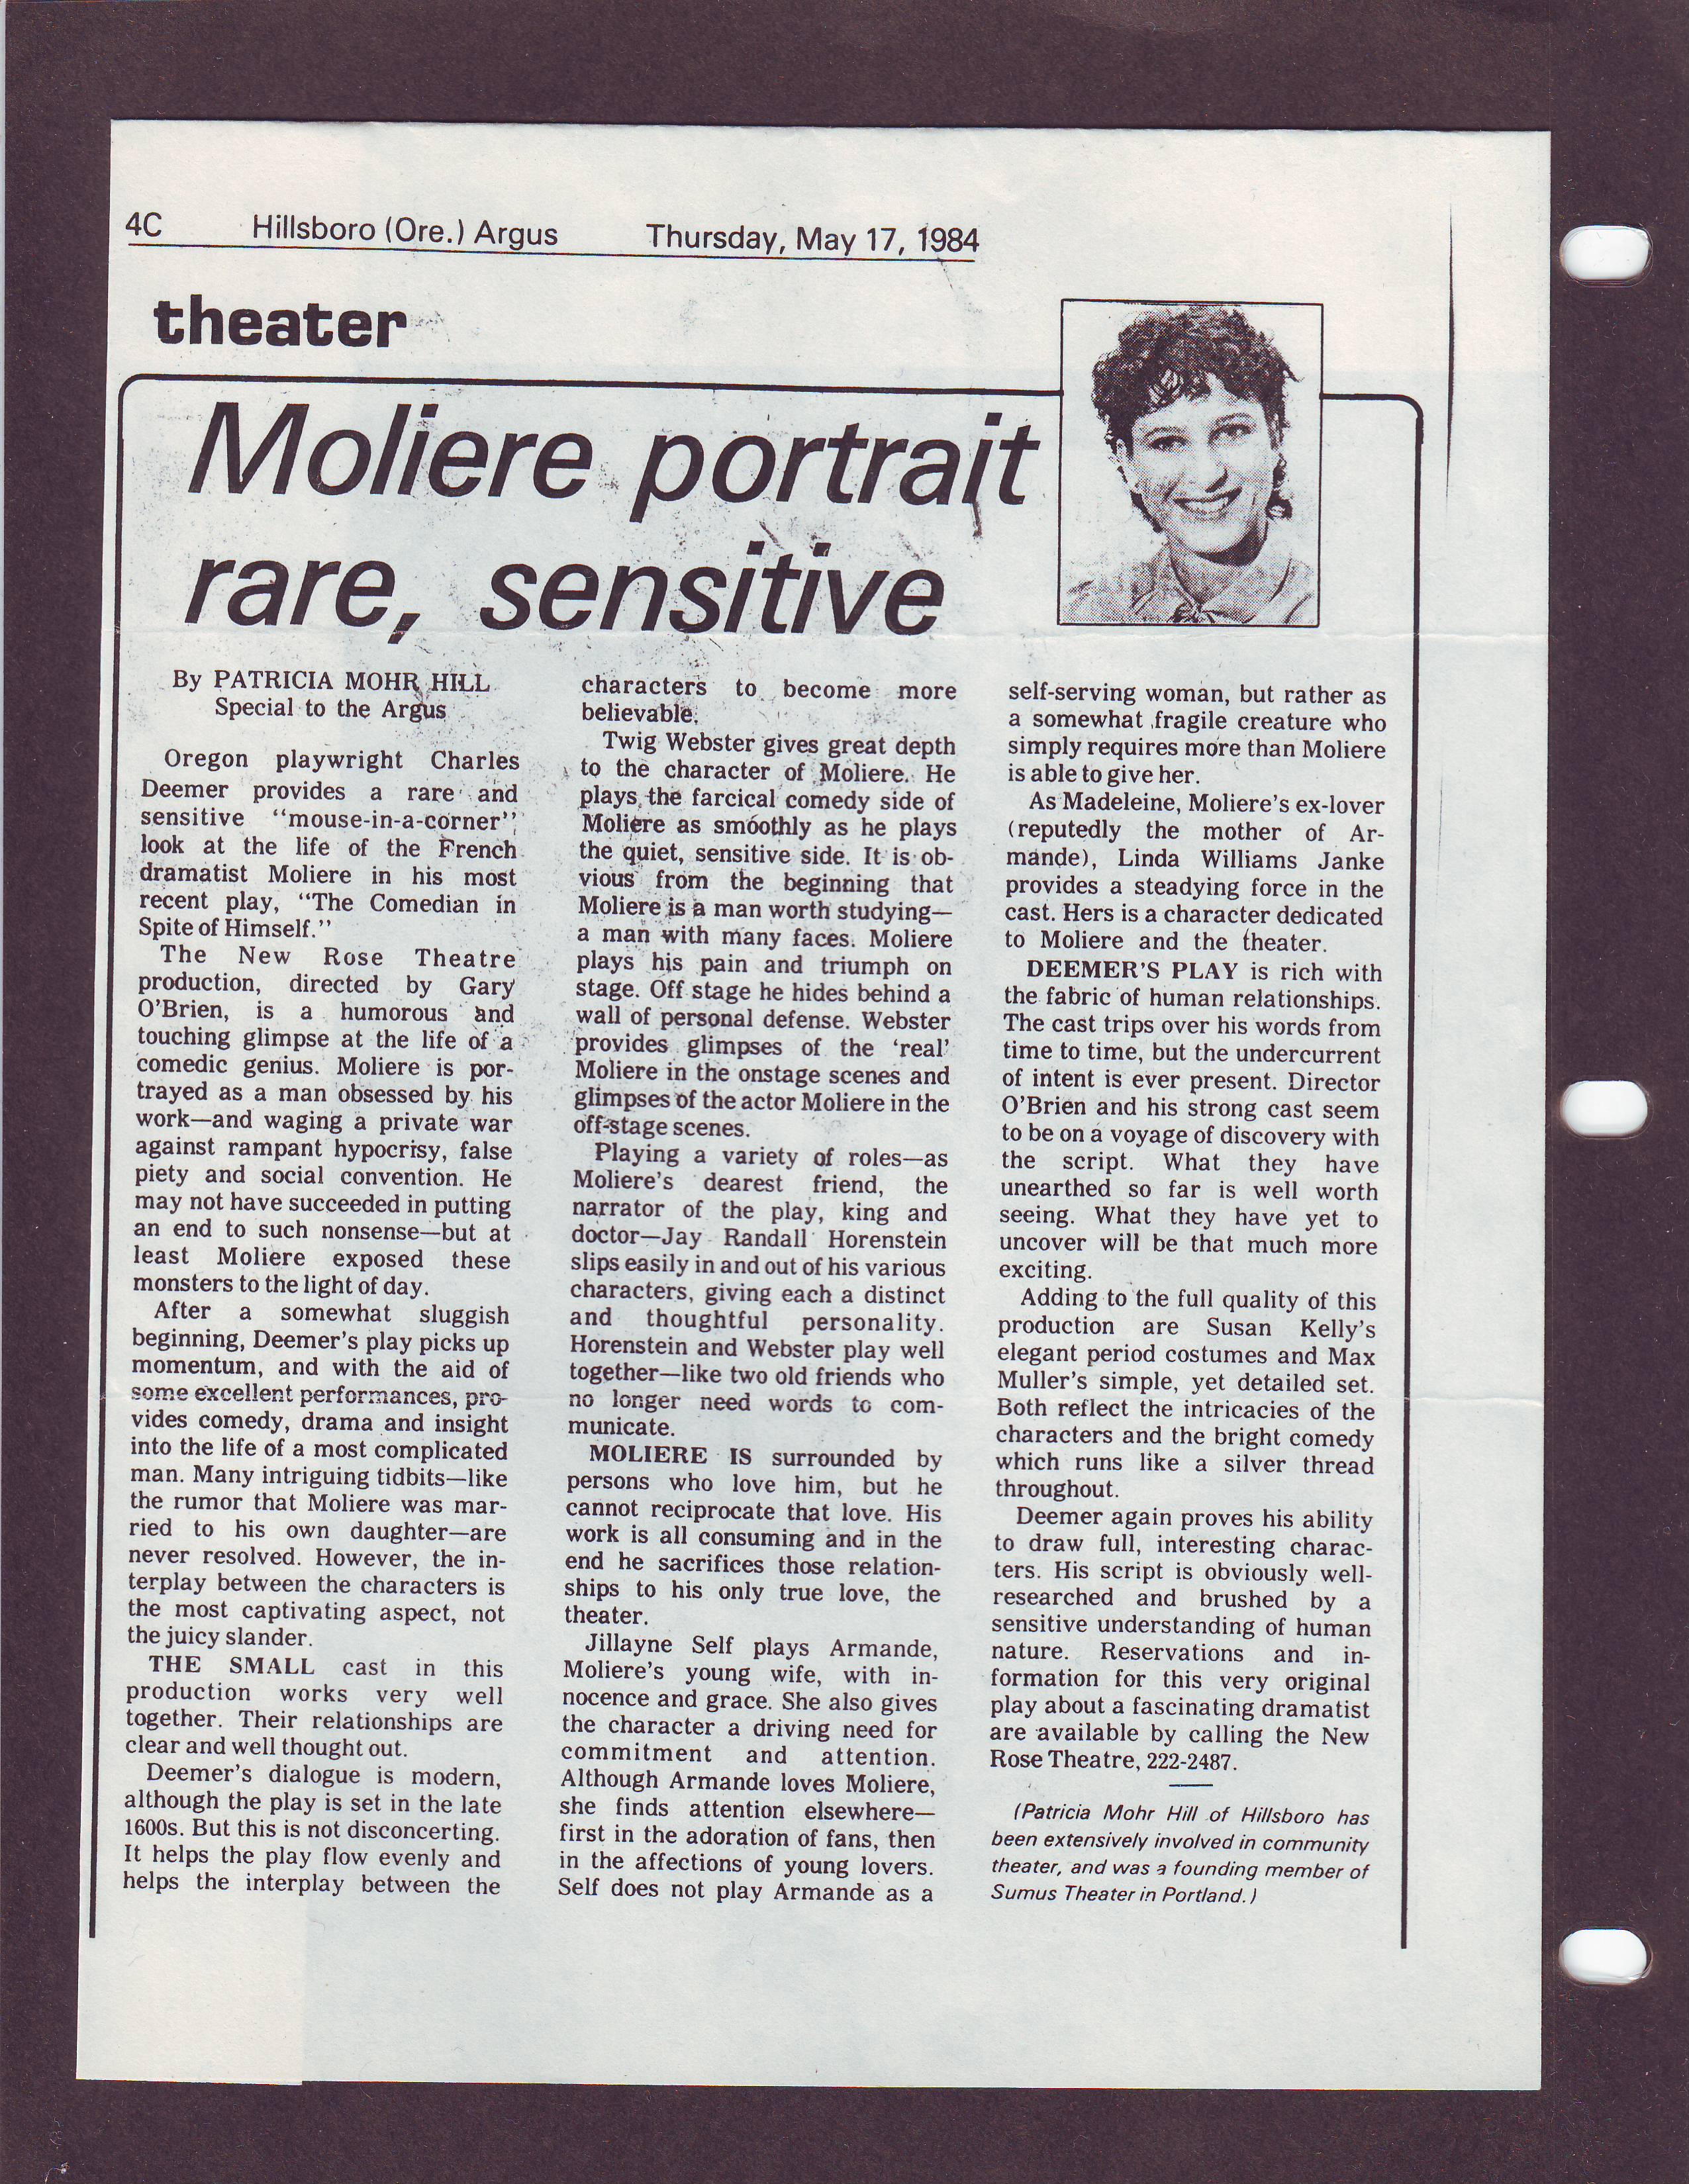 4C Hillsboro (Ore.) Argus Thursday, May 17, 1984
theater
Moliere portrait
rare, sensitive
By PATRICIA MOHR HILL
Special to the Argus
Oregon playwright Charles
Deemer provides a rare and
sensitive "mouse-in-a-corner"
look at the life of the French
dramatist Moliere in his most
recent play, "The Comedian in
Spite of Himself."
The New Rose Theatre
production, directed by Gary
O'Brien, is a humorous and
touching glimpse at the life of a
comedic genius. Moliere is por-
trayed as a man obsessed by his
work—and waging a private war
against rampant hypocrisy, false
piety and social convention. He
may not have succeeded in putting
an end to such nonsense—but at
least Moliere exposed these
monsters to the light of day.
After a somewhat sluggish
beginning, Deemer's play picks up
momentum, and with the aid of
some excellent performances, pro-
vides comedy, drama and insight
into the life of a most complicated
man. Many intriguing tidbits—like
the rumor that Moliere was mar-
ried to his own daughter—are
never resolved. However, the in-
terplay between the characters is
the most captivating aspect, not
the juicy slander.
THE SMALL cast in this
production works very well
together. Their relationships are
clear and well thought out.
Deemer's dialogue is modern,
although the play is set in the late
1600s. But this is not disconcerting.
It helps the play flow evenly and
helps the interplay between the
characters to become more
believable.
Twig Webster gives great depth
to the character of Moliere. He
plays the farcical comedy side of
Moliere as smoothly as he plays
the quiet, sensitive side. It is ob-
vious from the beginning that
Moliere is a man worth studying—
a man with many faces. Moliere
plays his pain and triumph on
stage. Off stage he hides behind a
wall of personal defense. Webster
provides glimpses of the 'real'
Moliere in the onstage scenes and
glimpses of the actor Moliere in the
off-stage scenes.
Playing a variety of roles—as
Moliere's dearest friend, the
narrator of the play, king and
doctor—Jay Randall Horenstein
slips easily in and out of his various
characters, giving each a distinct
and thoughtful personality.
Horenstein and Webster play well
together—like two old friends who
no longer need words to com-
municate.
MOLIERE IS surrounded by
persons who love him, but he
cannot reciprocate that love. His
work is all consuming and in the
end he sacrifices those relation-
ships to his only true love, the
theater.
Jillayne Self plays Armande,
Moliere's young wife, with in-
nocence and grace. She also gives
the character a driving need for
commitment and attention.
Although Armande loves Moliere,
she finds attention elsewhere—
first in the adoration of fans, then
in the affections of young lovers.
Self does not play Armande as a
self-serving woman, but rather as
a somewhat fragile creature who
simply requires more than Moliere
is able to give her.
As Madeleine, Moliere's ex-lover
(reputedly the mother of Ar-
mande), Linda Williams Janke
provides a steadying force in the
cast. Hers is a character dedicated
to Moliere and the theater.
DEEMER'S PLAY is rich with
the fabric of human relationships.
The cast trips over his words from
time to time, but the undercurrent
of intent is ever present. Director
O'Brien and his strong cast seem
to be on a voyage of discovery with
the script. What they have
unearthed so far is well worth
seeing. What they have yet to
uncover will be that much more
exciting.
Adding to the full quality of this
production are Susan Kelly's
elegant period costumes and Max
Muller's simple, yet detailed set.
Both reflect the intricacies of the
characters and the bright comedy
which runs like a silver thread
throughout.
Deemer again proves his ability
to draw full, interesting charac-
ters. His script is obviously well-
researched and brushed by a
sensitive understanding of human
nature. Reservations and in-
formation for this very original
play about a fascinating dramatist
are available by calling the New
Rose Theatre, 222-2487.
(Patricia Mohr Hill of Hillsboro has
been extensively involved in community
theater, and was a founding member of
Sumus Theater in Portland.)